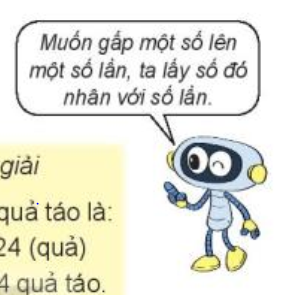 Muốn gấp một số lên
một số lần, ta lấy số đó
nhân với số lần.
giải
quả táo là:
24 (quả)
4 quả táo.